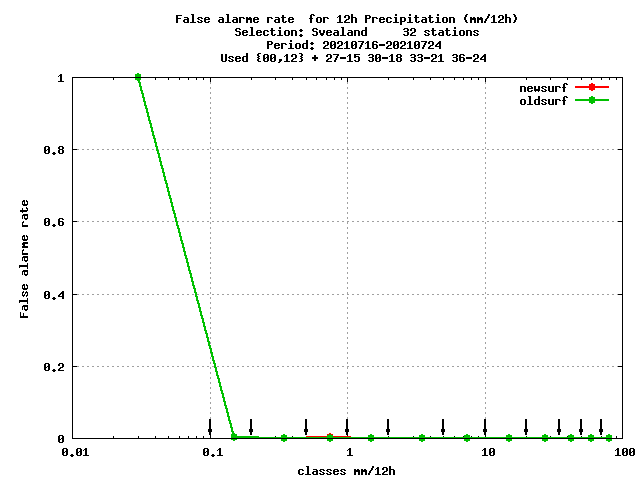 False alarme rate  for 12h Precipitation (mm/12h)
Selection: Svealand     32 stations
Period: 20210716-20210724
Used {00,12} + 27-15 30-18 33-21 36-24
newsurf
oldsurf
1
0.8
0.6
0.4
0.2
0
False alarme rate
0.01 0.1 1 10 100
classes mm/12h